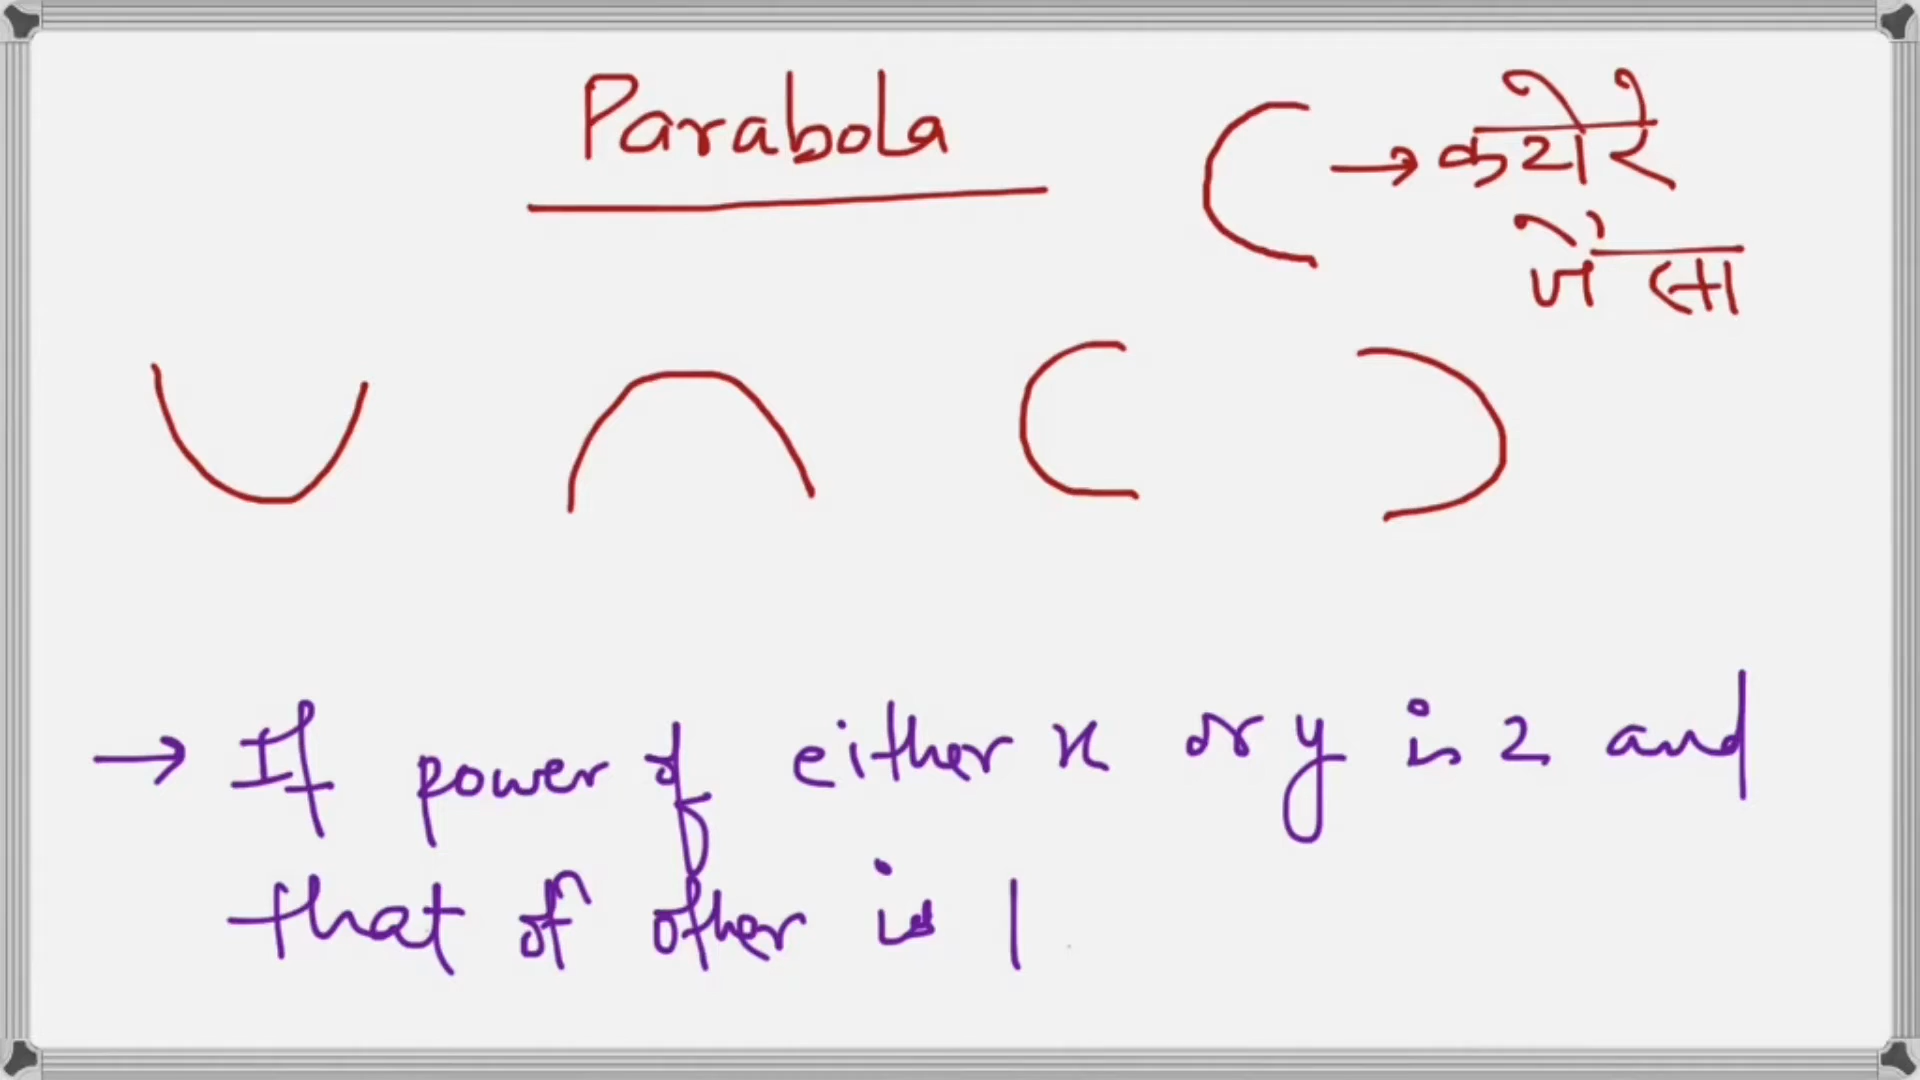 Parabola
→ कटोरे
जैसा
→ If power of either x or y is 2 and
that of other is 1